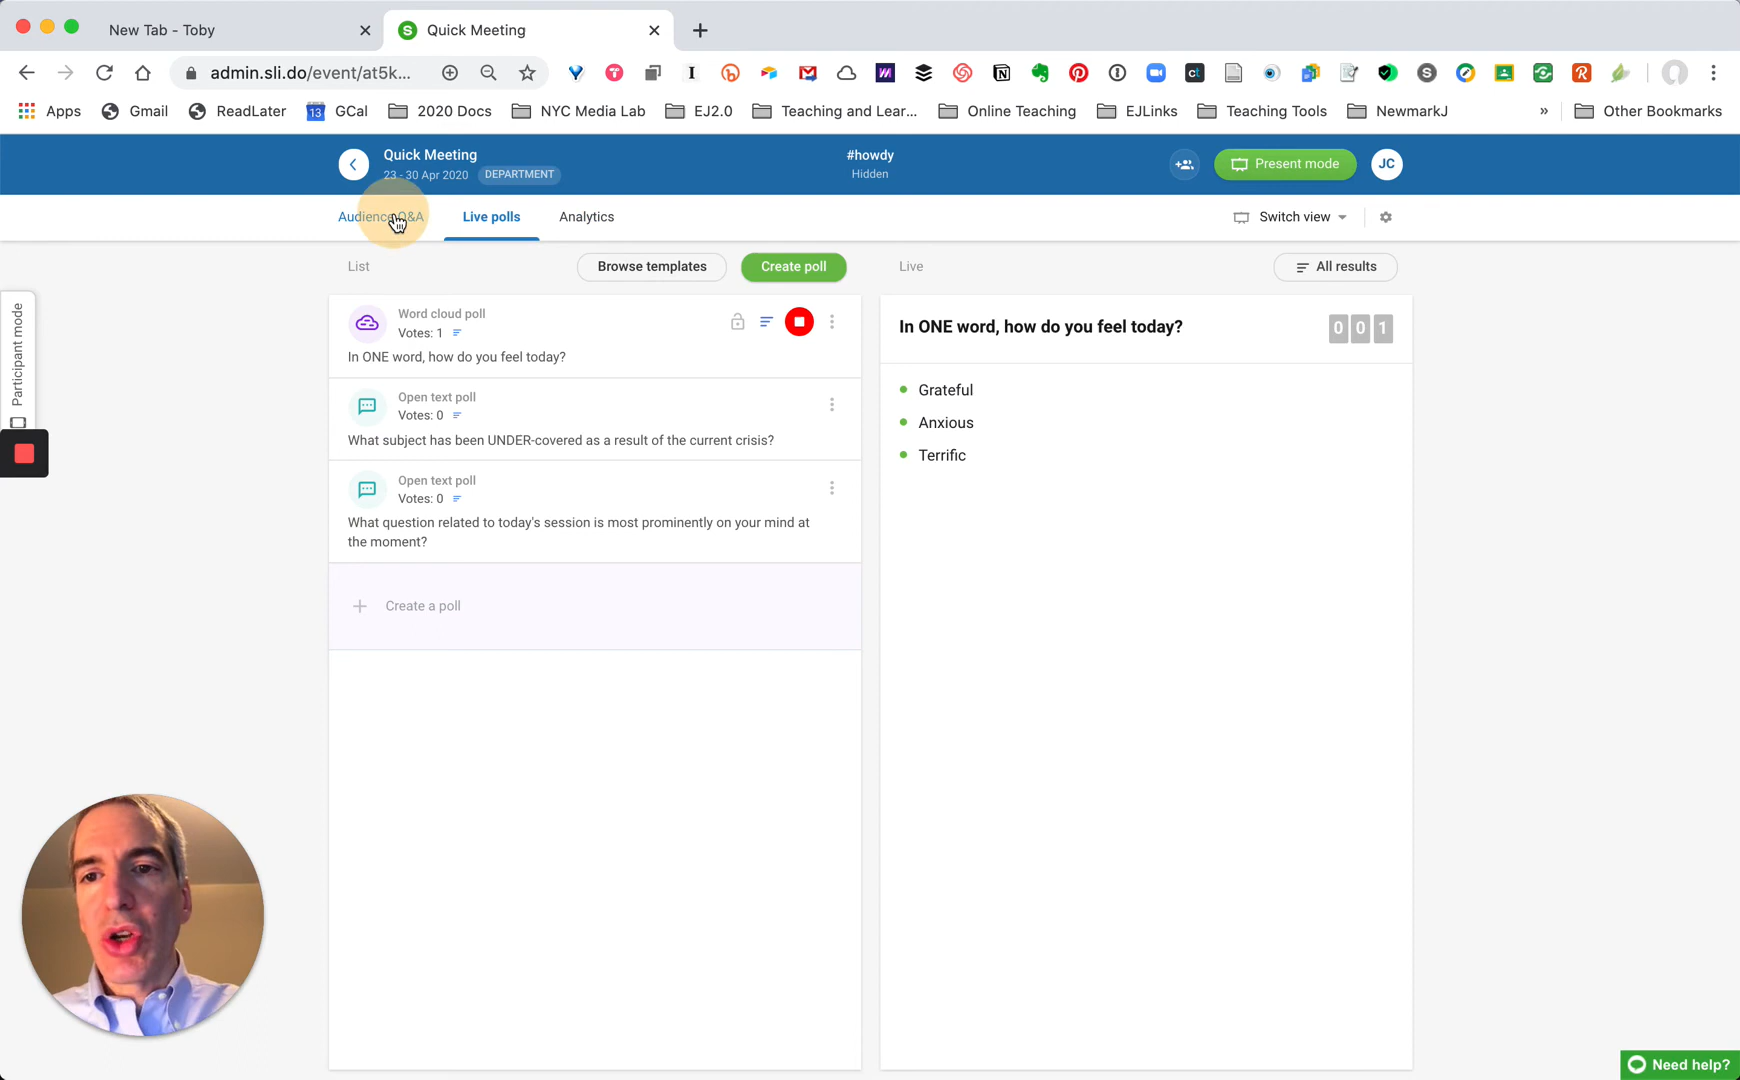 New Tab - Toby
S Quick Meeting
admin.sli.do/event/at5k...
Apps Gmail ReadLater 13 GCal 2020 Docs NYC Media Lab EJ2.0 Teaching and Lear... Online Teaching EJLinks Teaching Tools NewmarkJ » Other Bookmarks
Quick Meeting
23 - 30 Apr 2020 DEPARTMENT
#howdy
Hidden
Present mode
JC
Audience Q&A Live polls Analytics Switch view
List Browse templates Create poll Live All results
Participant mode
Word cloud poll
Votes: 1
In ONE word, how do you feel today?
Open text poll
Votes: 0
What subject has been UNDER-covered as a result of the current crisis?
Open text poll
Votes: 0
What question related to today's session is most prominently on your mind at
the moment?
+ Create a poll
In ONE word, how do you feel today? 0 0 1
Grateful
Anxious
Terrific
Need help?